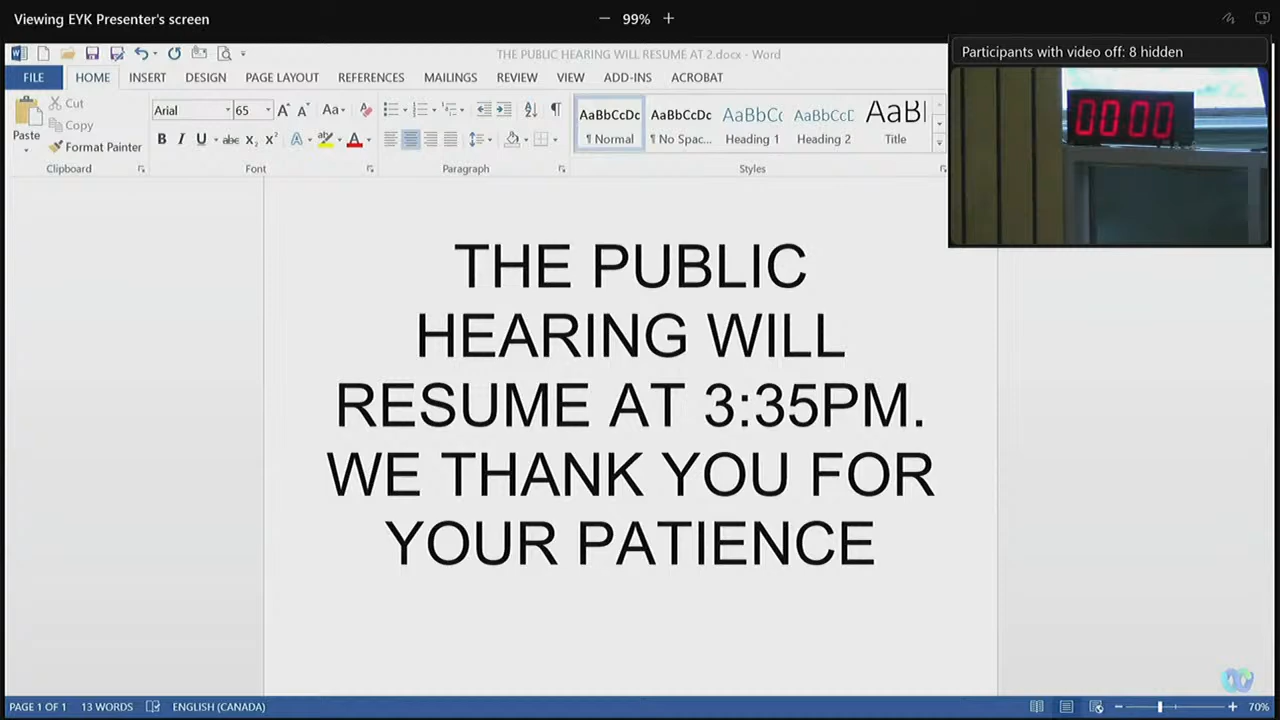 Viewing EYK Presenter's screen
99%
THE PUBLIC HEARING WILL RESUME AT 2.docx - Word
Participants with video off: 8 hidden
00:00
FILE HOME INSERT DESIGN PAGE LAYOUT REFERENCES MAILINGS REVIEW VIEW ADD-INS ACROBAT
Cut
Copy
Format Painter
Paste
Clipboard
Arial 65
Font
Paragraph
AaBbCcDc AaBbCcDc AaBbCc AaBbCcD AaBl
¶ Normal ¶ No Spac... Heading 1 Heading 2 Title
Styles
THE PUBLIC
HEARING WILL
RESUME AT 3:35PM.
WE THANK YOU FOR
YOUR PATIENCE
PAGE 1 OF 1 13 WORDS ENGLISH (CANADA) 70%